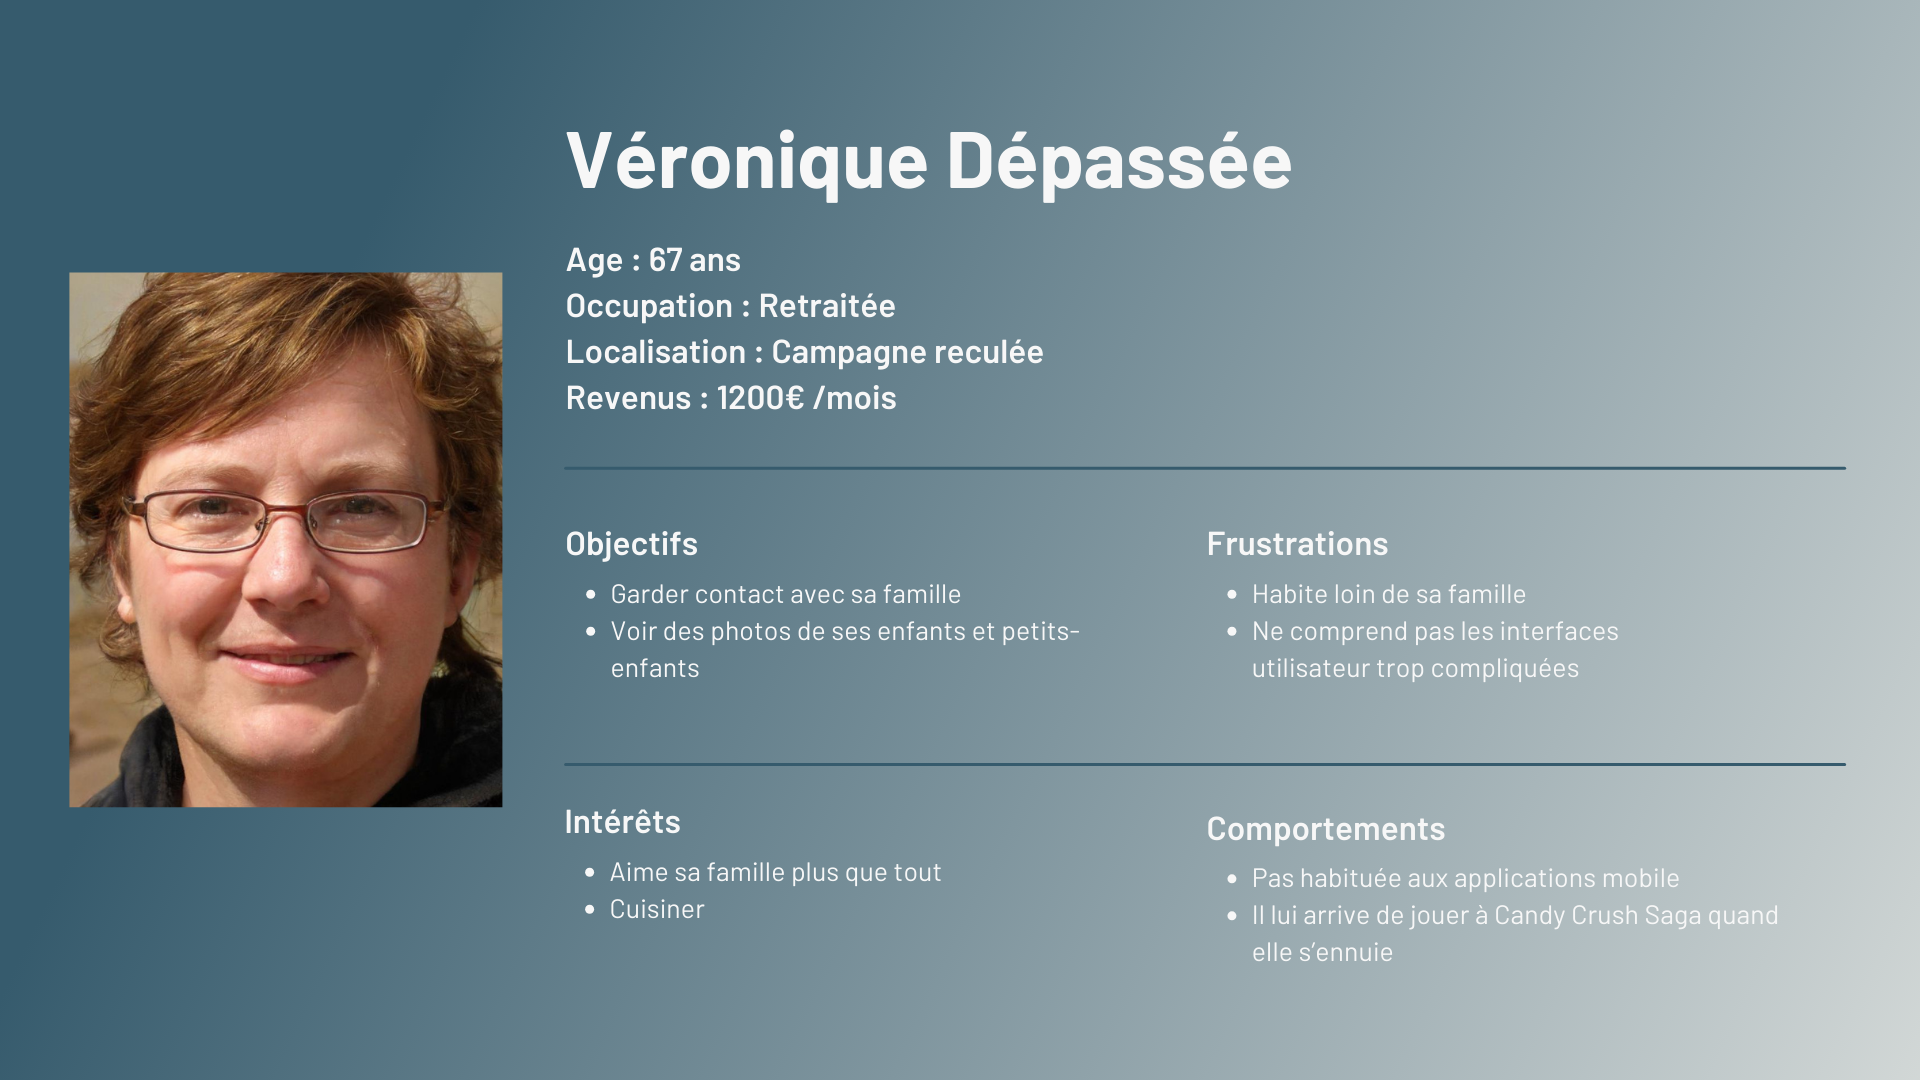 Véronique Dépassée
Age : 67 ans
Occupation : Retraitée
Localisation : Campagne reculée
Revenus : 1200€ /mois
Objectifs
• Garder contact avec sa famille
• Voir des photos de ses enfants et petits-
enfants
Frustrations
• Habite loin de sa famille
• Ne comprend pas les interfaces
utilisateur trop compliquées
Intérêts
• Aime sa famille plus que tout
• Cuisiner
Comportements
• Pas habituée aux applications mobile
• Il lui arrive de jouer à Candy Crush Saga quand
elle s’ennuie